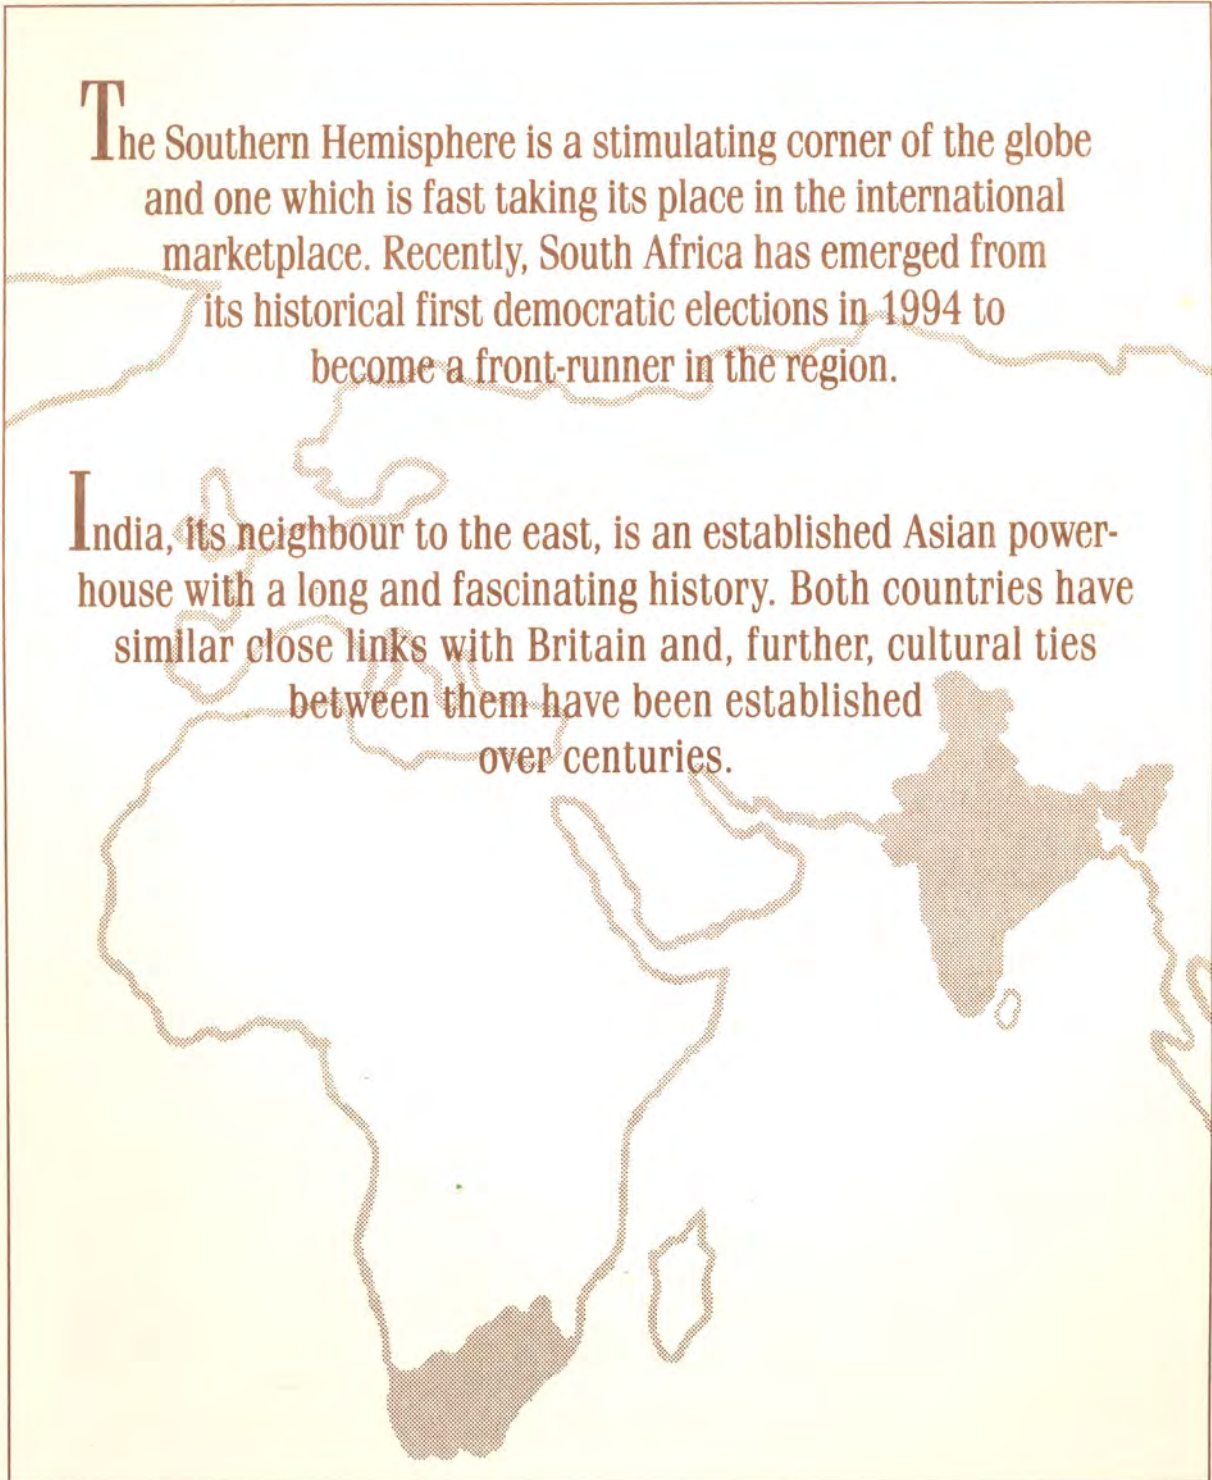 The Southern Hemisphere is a stimulating corner of the globe
and one which is fast taking its place in the international
marketplace. Recently, South Africa has emerged from
its historical first democratic elections in 1994 to
become a front-runner in the region.
India, its neighbour to the east, is an established Asian power-
house with a long and fascinating history. Both countries have
similar close links with Britain and, further, cultural ties
between them have been established
over centuries.